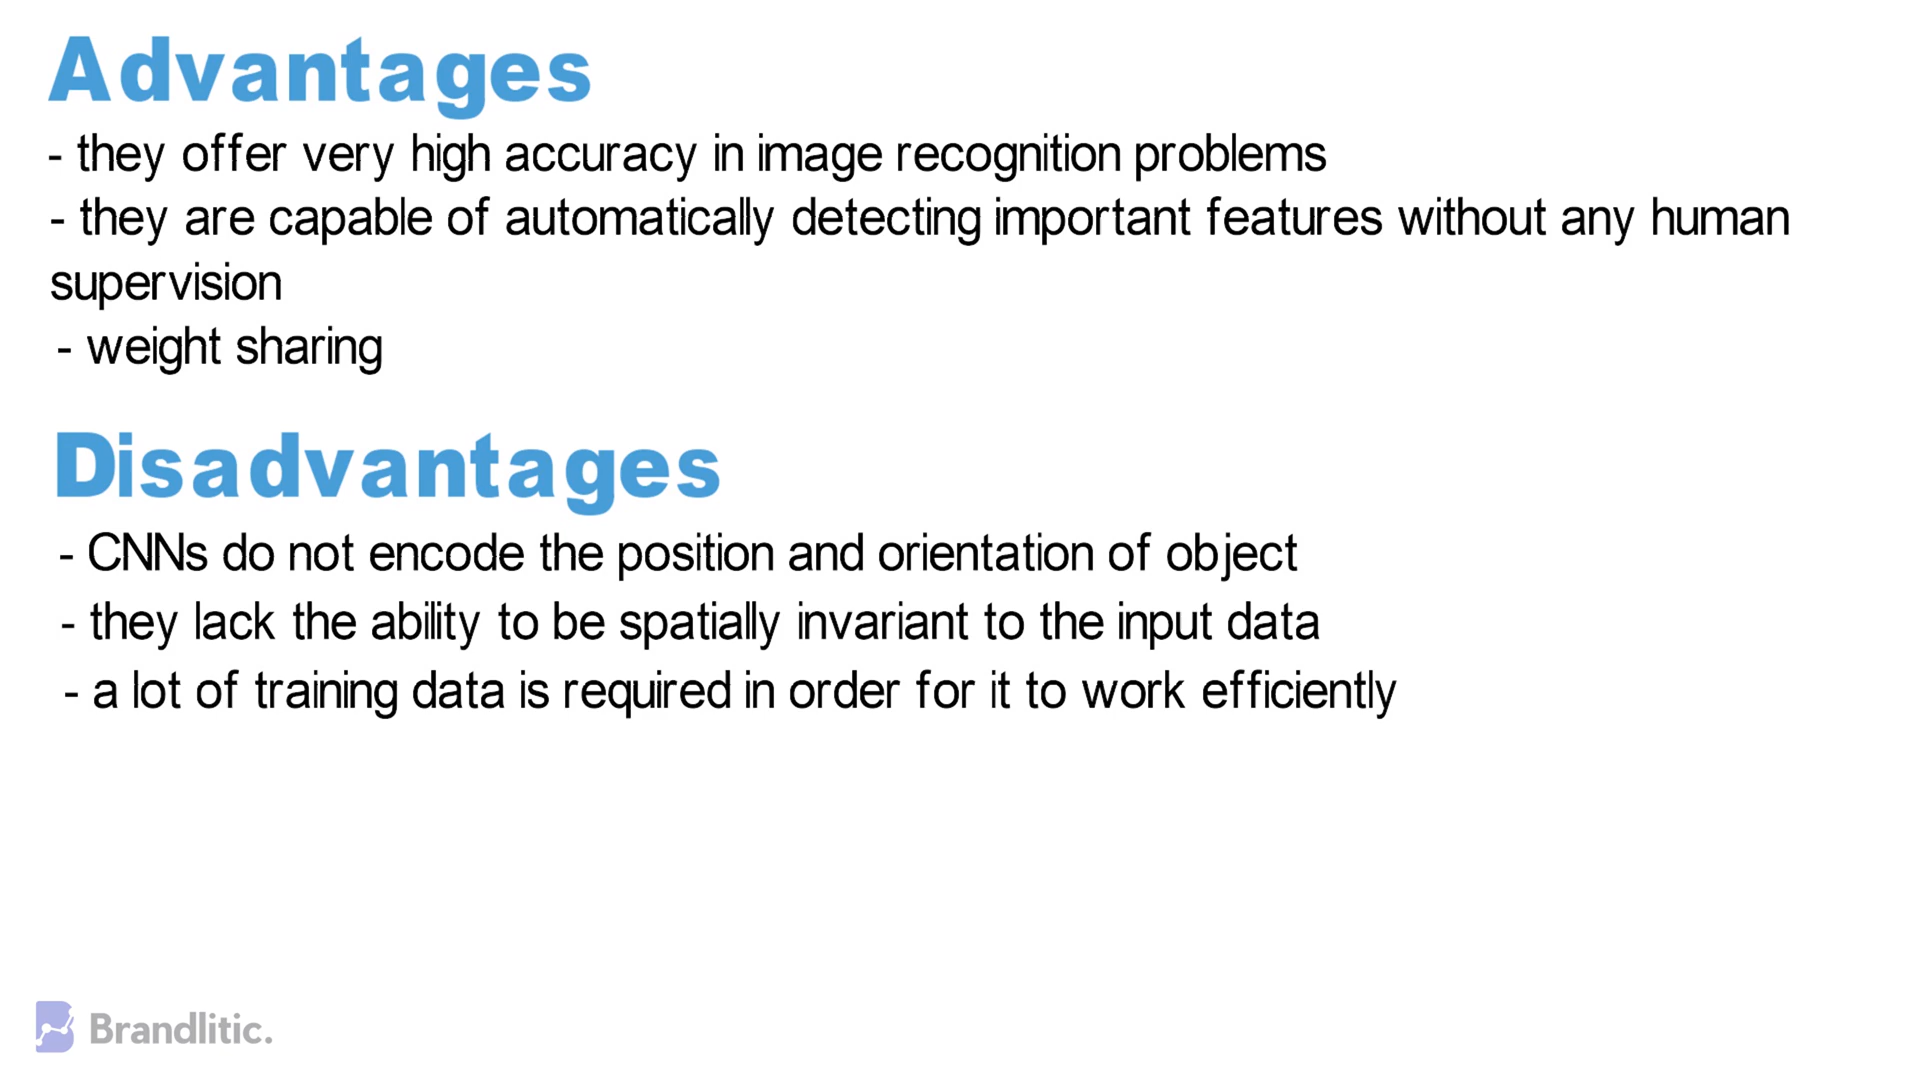 Advantages
- they offer very high accuracy in image recognition problems
- they are capable of automatically detecting important features without any human
supervision
- weight sharing
Disadvantages
- CNNs do not encode the position and orientation of object
- they lack the ability to be spatially invariant to the input data
- a lot of training data is required in order for it to work efficiently
Brandlitic.